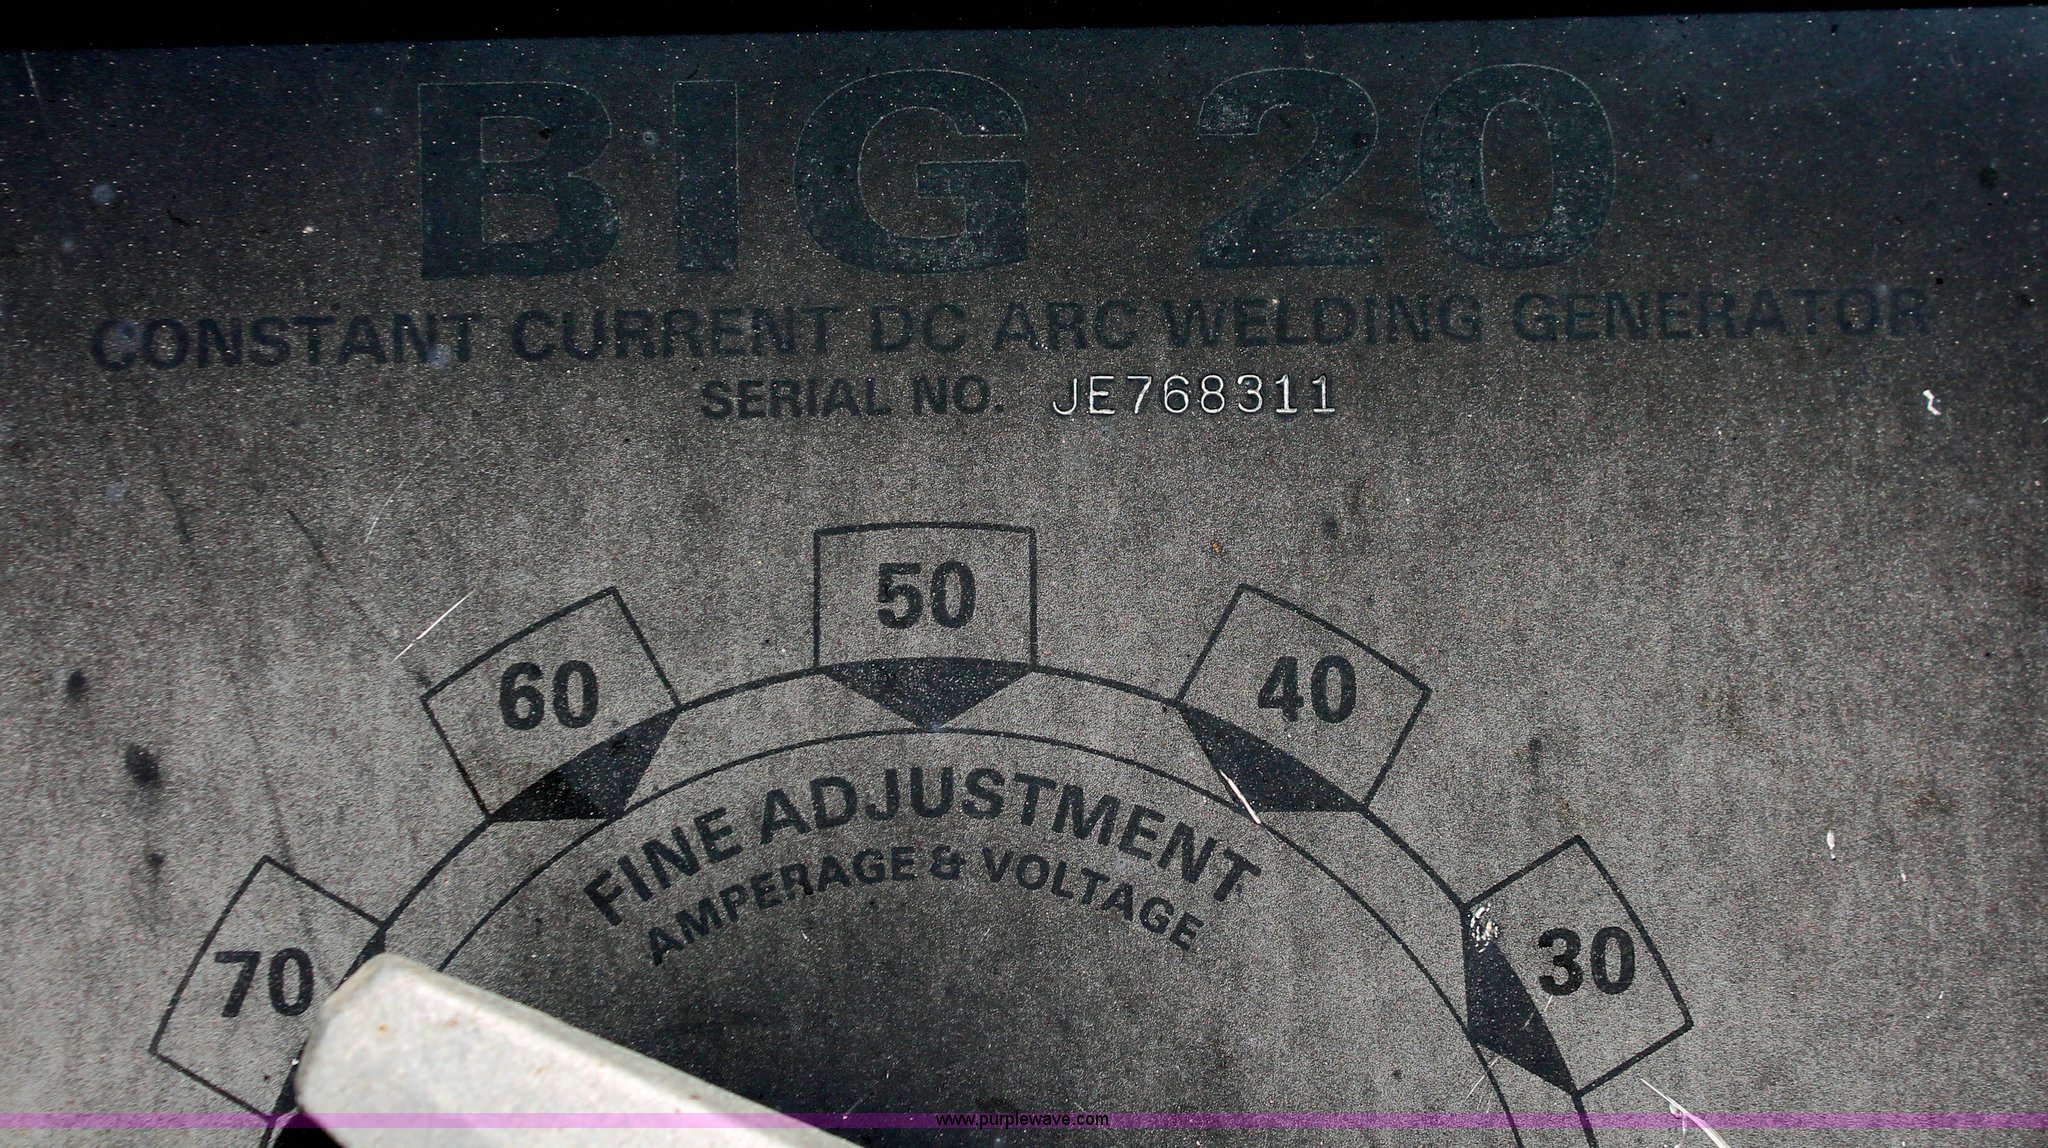 BIG 20
CONSTANT CURRENT DC ARC WELDING GENERATOR
SERIAL NO. JE768311
50
60
40
70
30
FINE ADJUSTMENT
AMPERAGE & VOLTAGE
www.purplewave.com